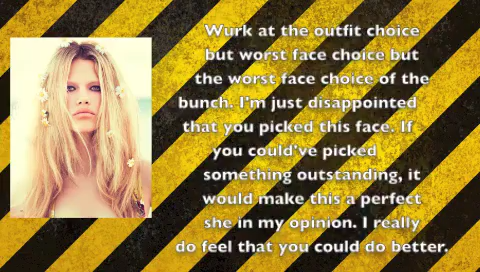 Wurk at the outfit choice
but worst face choice but
the worst face choice of the
bunch. I'm just disappointed
that you picked this face. If
you could've picked
something outstanding, it
would make this a perfect
she in my opinion. I really
do feel that you could do better.